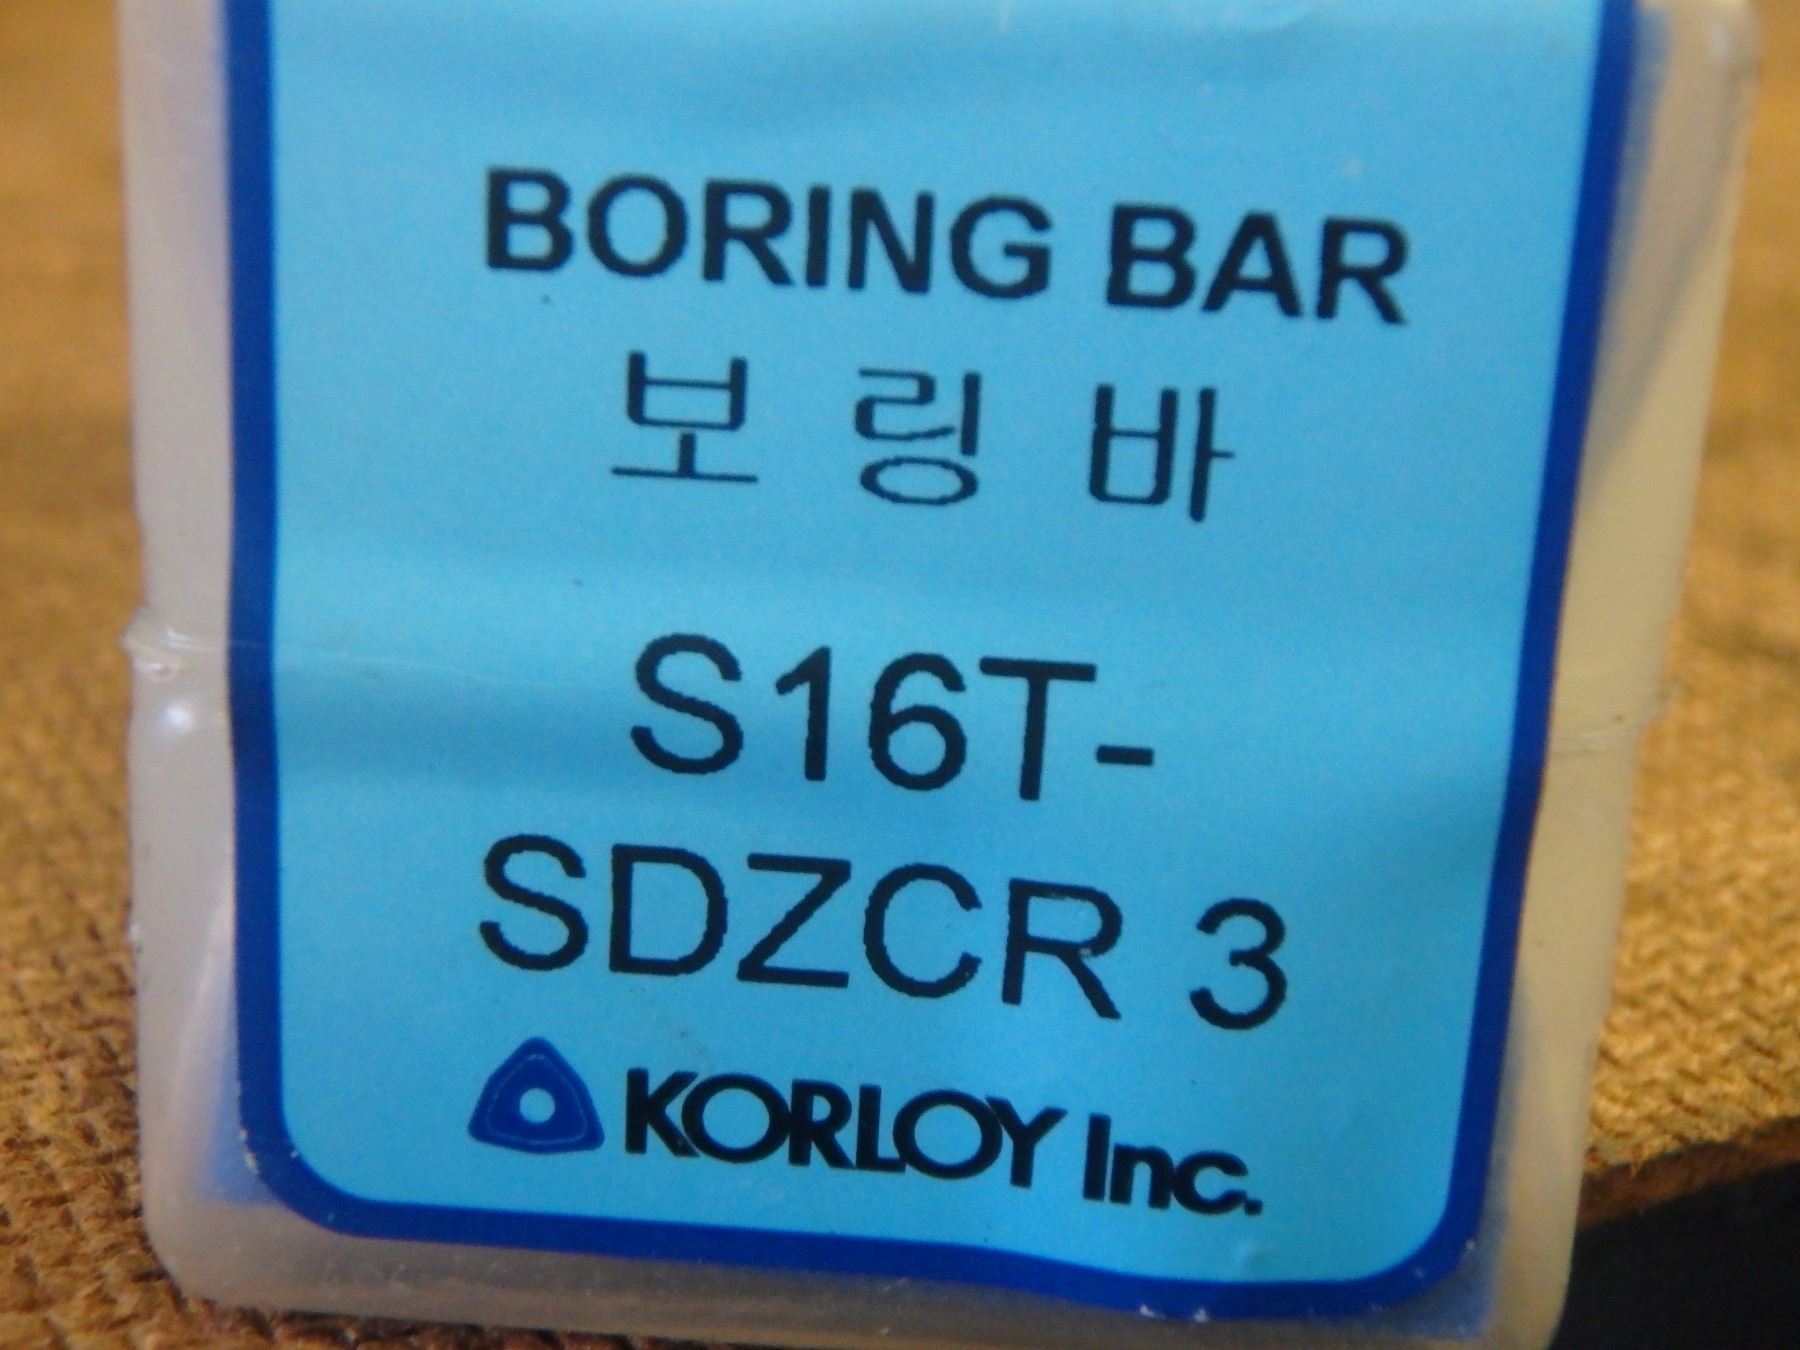 BORING BAR
보 링 바
S16T-
SDZCR 3
KORLOY Inc.